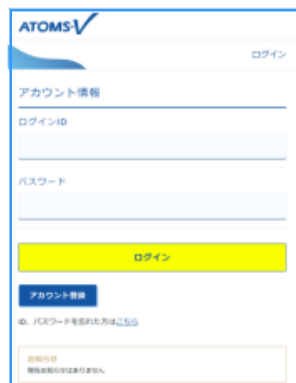 ATOMS-V
ログイン
アカウント情報
ログインID
パスワード
ログイン
アカウント登録
ID、パスワードを忘れた方はこちら
お知らせ
現在お知らせはありません